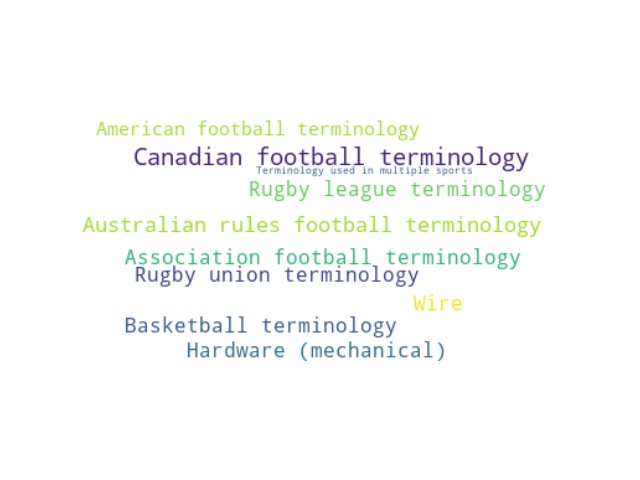 American football terminology
Canadian football terminology
Terminology used in multiple sports
Rugby league terminology
Australian rules football terminology
Association football terminology
Rugby union terminology
Wire
Basketball terminology
Hardware (mechanical)